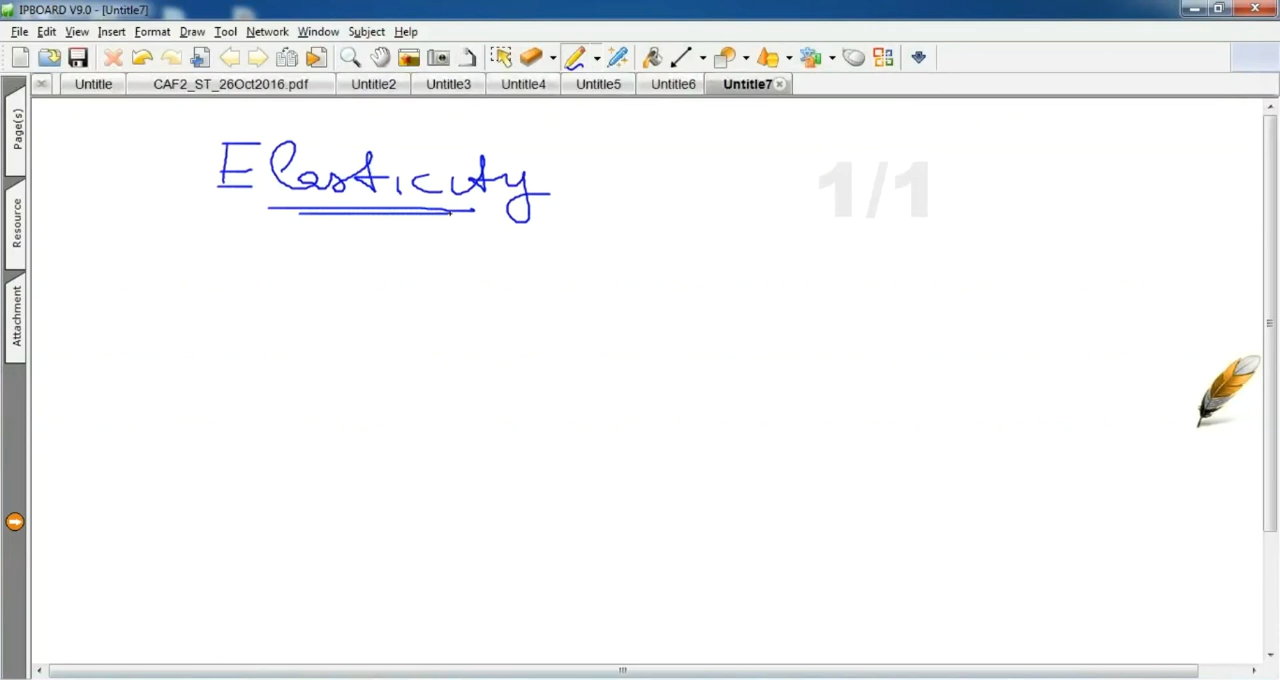 IPBOARD V9.0 - [Untitle7]
File Edit View Insert Format Draw Tool Network Window Subject Help
Untitle CAF2_ST_26Oct2016.pdf Untitle2 Untitle3 Untitle4 Untitle5 Untitle6 Untitle7
Page(s)
Resource
Attachment
Elasticity
1/1